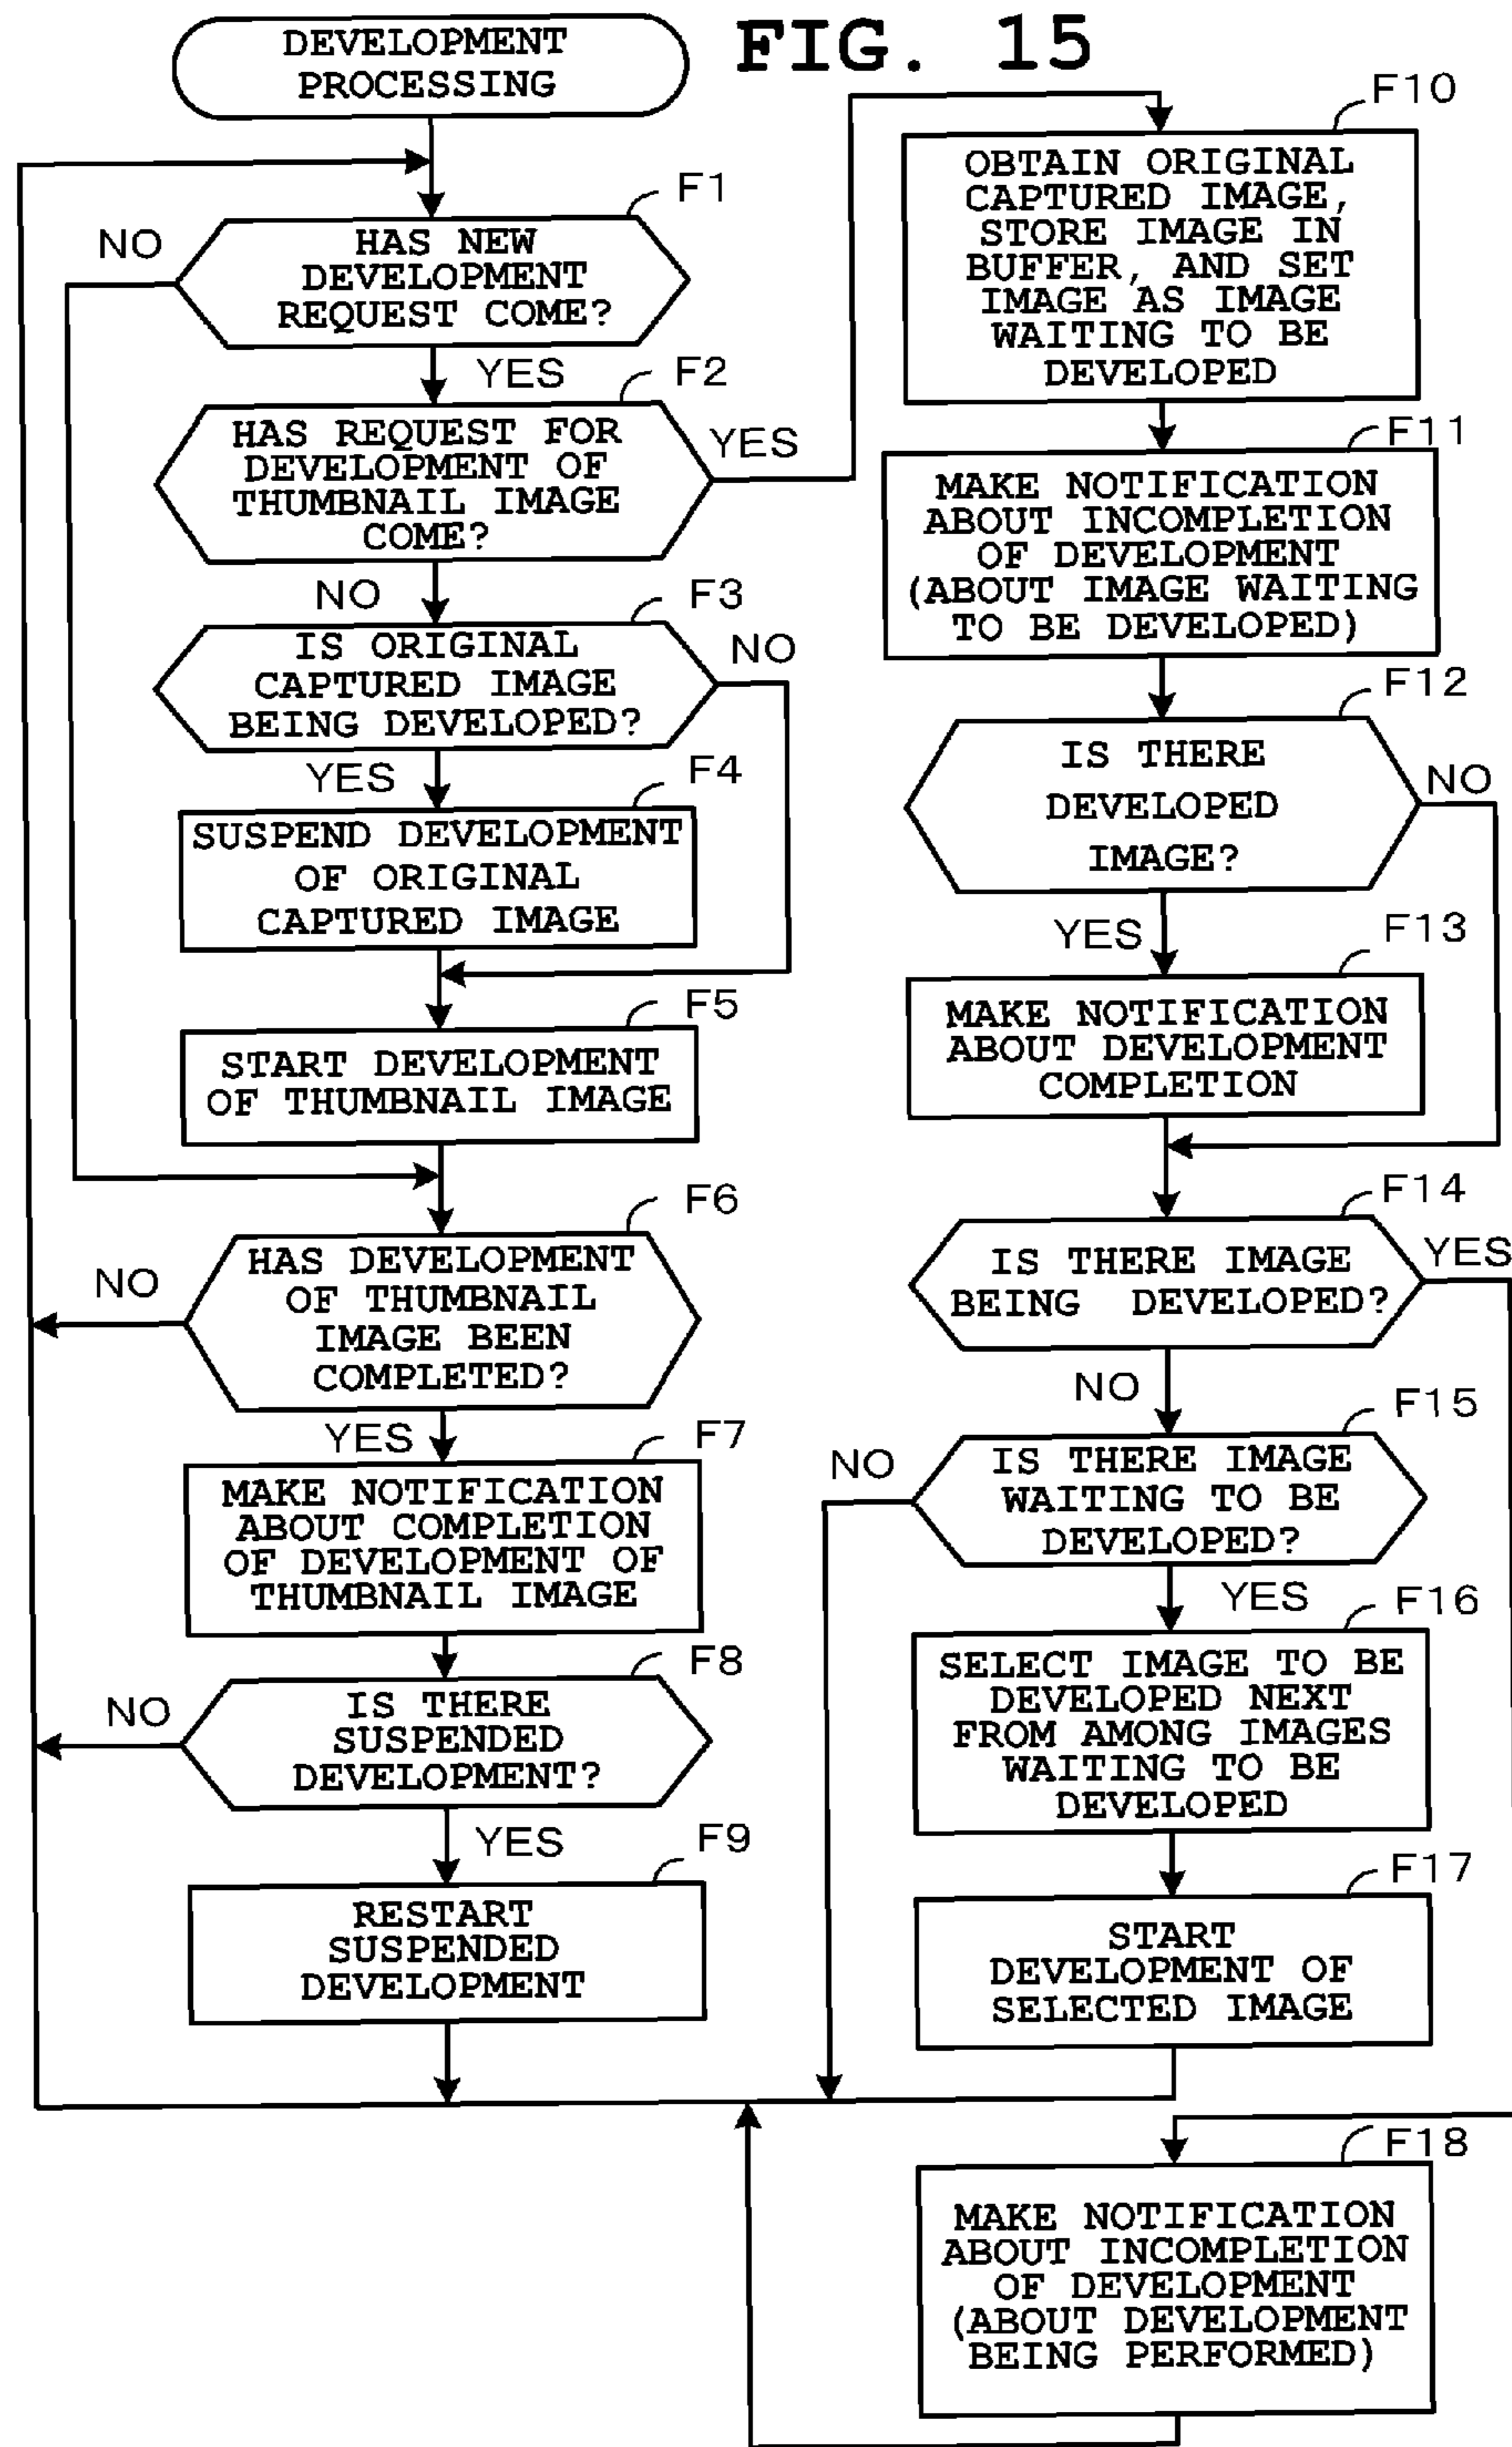 FIG. 15
DEVELOPMENT
PROCESSING
F1
HAS NEW
DEVELOPMENT
REQUEST COME?
NO
YES
F2
HAS REQUEST FOR
DEVELOPMENT OF
THUMBNAIL IMAGE
COME?
YES
NO
F3
IS ORIGINAL
CAPTURED IMAGE
BEING DEVELOPED?
NO
YES
F4
SUSPEND DEVELOPMENT
OF ORIGINAL
CAPTURED IMAGE
F5
START DEVELOPMENT
OF THUMBNAIL IMAGE
F6
HAS DEVELOPMENT
OF THUMBNAIL
IMAGE BEEN
COMPLETED?
NO
YES
F7
MAKE NOTIFICATION
ABOUT COMPLETION
OF DEVELOPMENT OF
THUMBNAIL IMAGE
F8
IS THERE
SUSPENDED
DEVELOPMENT?
NO
YES
F9
RESTART
SUSPENDED
DEVELOPMENT
F10
OBTAIN ORIGINAL
CAPTURED IMAGE,
STORE IMAGE IN
BUFFER, AND SET
IMAGE AS IMAGE
WAITING TO BE
DEVELOPED
F11
MAKE NOTIFICATION
ABOUT INCOMPLETION
OF DEVELOPMENT
(ABOUT IMAGE WAITING
TO BE DEVELOPED)
F12
IS THERE
DEVELOPED
IMAGE?
NO
YES
F13
MAKE NOTIFICATION
ABOUT DEVELOPMENT
COMPLETION
F14
IS THERE IMAGE
BEING DEVELOPED?
YES
NO
F15
IS THERE IMAGE
WAITING TO BE
DEVELOPED?
NO
YES
F16
SELECT IMAGE TO BE
DEVELOPED NEXT
FROM AMONG IMAGES
WAITING TO BE
DEVELOPED
F17
START
DEVELOPMENT OF
SELECTED IMAGE
F18
MAKE NOTIFICATION
ABOUT INCOMPLETION
OF DEVELOPMENT
(ABOUT DEVELOPMENT
BEING PERFORMED)